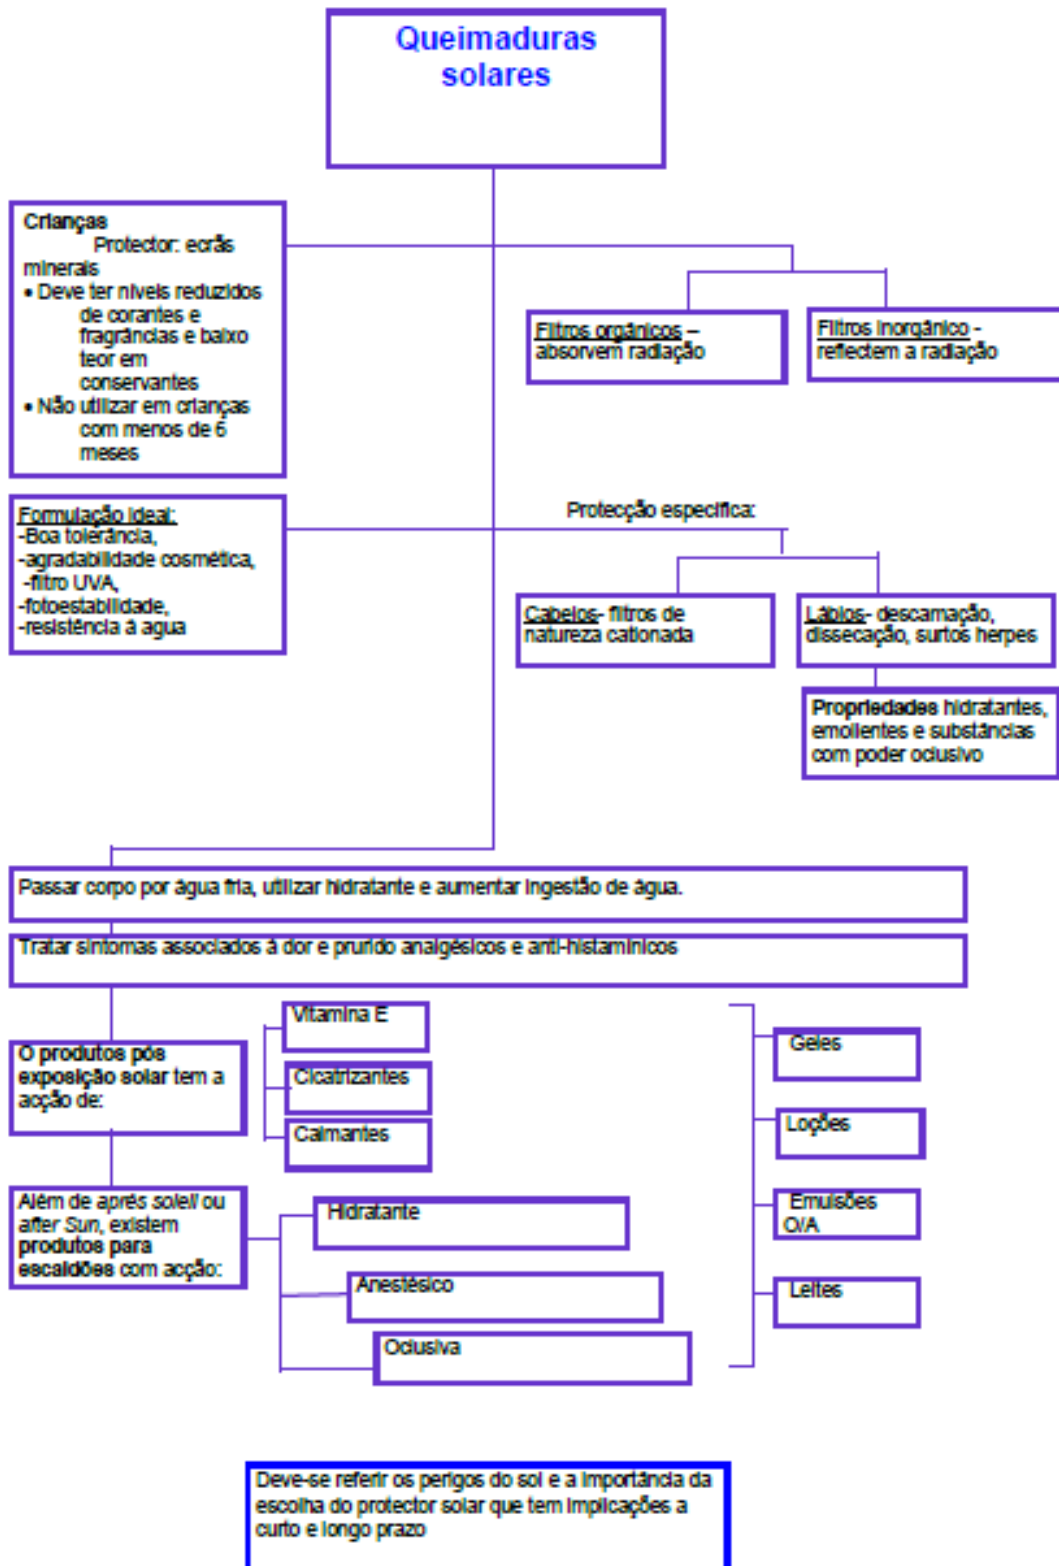 Queimaduras
solares
Crianças
Protector: ecrãs
minerais
• Deve ter níveis reduzidos
de corantes e
fragrâncias e baixo
teor em
conservantes
• Não utilizar em crianças
com menos de 6
meses
Filtros orgânicos –
absorvem radiação
Filtros inorgânico -
reflectem a radiação
Formulação ideal:
-Boa tolerância,
-agradabilidade cosmética,
-filtro UVA,
-fotoestabilidade,
-resistência à agua
Protecção especifica:
Cabelos- filtros de
natureza cationada
Lábios- descamação,
dissecação, surtos herpes
Propriedades hidratantes,
emolientes e substâncias
com poder oclusivo
Passar corpo por água fria, utilizar hidratante e aumentar ingestão de água.
Tratar sintomas associados à dor e prurido analgésicos e anti-histamínicos
O produtos pós
exposição solar tem a
acção de:
Vitamina E
Cicatrizantes
Calmantes
Geles
Loções
Emulsões
O/A
Leites
Além de après soleil ou
after Sun, existem
produtos para
escaldões com acção:
Hidratante
Anestésico
Oclusiva
Deve-se referir os perigos do sol e a importância da
escolha do protector solar que tem implicações a
curto e longo prazo